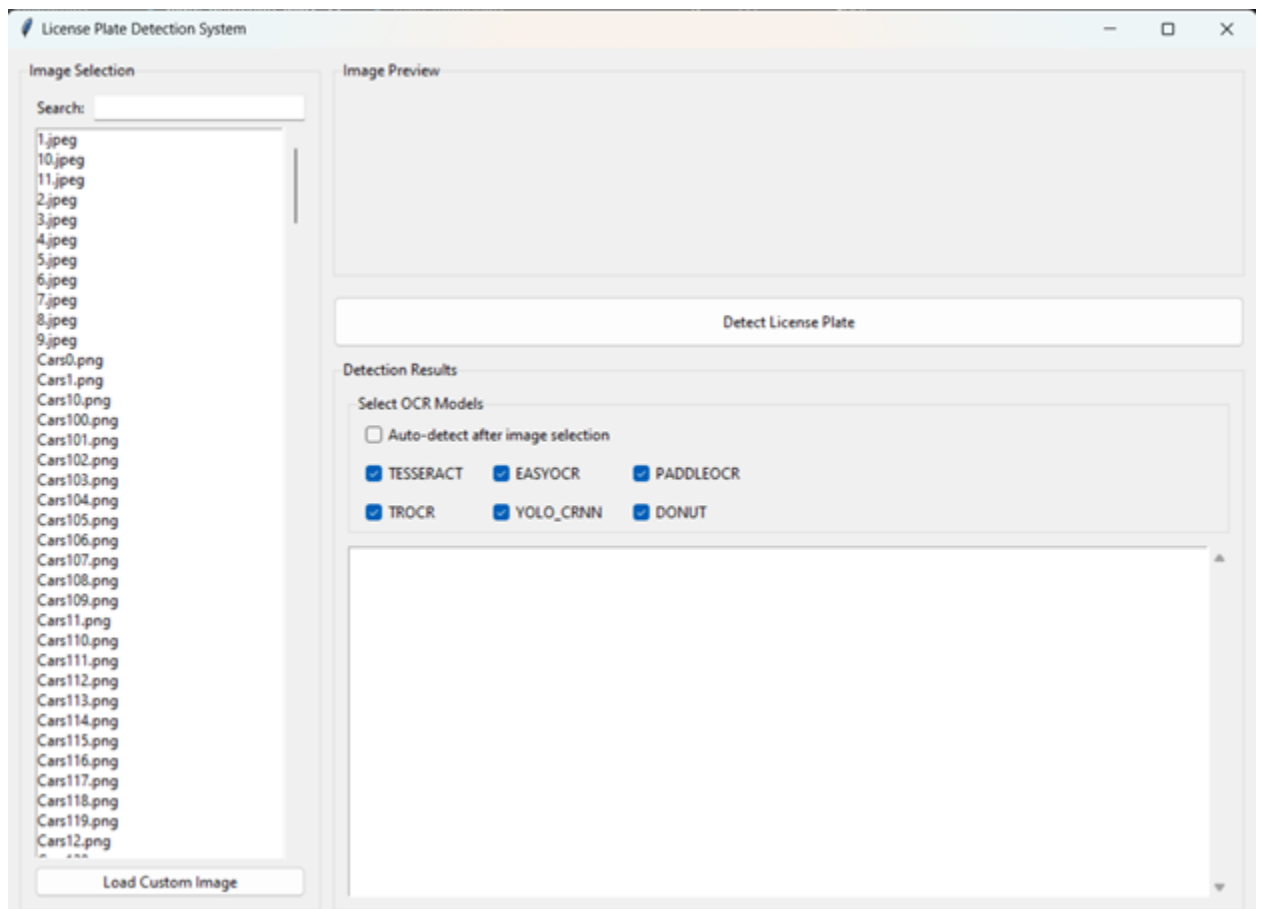 License Plate Detection System
Image Selection
Search:
1.jpeg
10.jpeg
11.jpeg
2.jpeg
3.jpeg
4.jpeg
5.jpeg
6.jpeg
7.jpeg
8.jpeg
9.jpeg
Cars0.png
Cars1.png
Cars10.png
Cars100.png
Cars101.png
Cars102.png
Cars103.png
Cars104.png
Cars105.png
Cars106.png
Cars107.png
Cars108.png
Cars109.png
Cars11.png
Cars110.png
Cars111.png
Cars112.png
Cars113.png
Cars114.png
Cars115.png
Cars116.png
Cars117.png
Cars118.png
Cars119.png
Cars12.png
Load Custom Image
Image Preview
Detect License Plate
Detection Results
Select OCR Models
Auto-detect after image selection
TESSERACT EASYOCR PADDLEOCR
TROCR YOLO_CRNN DONUT